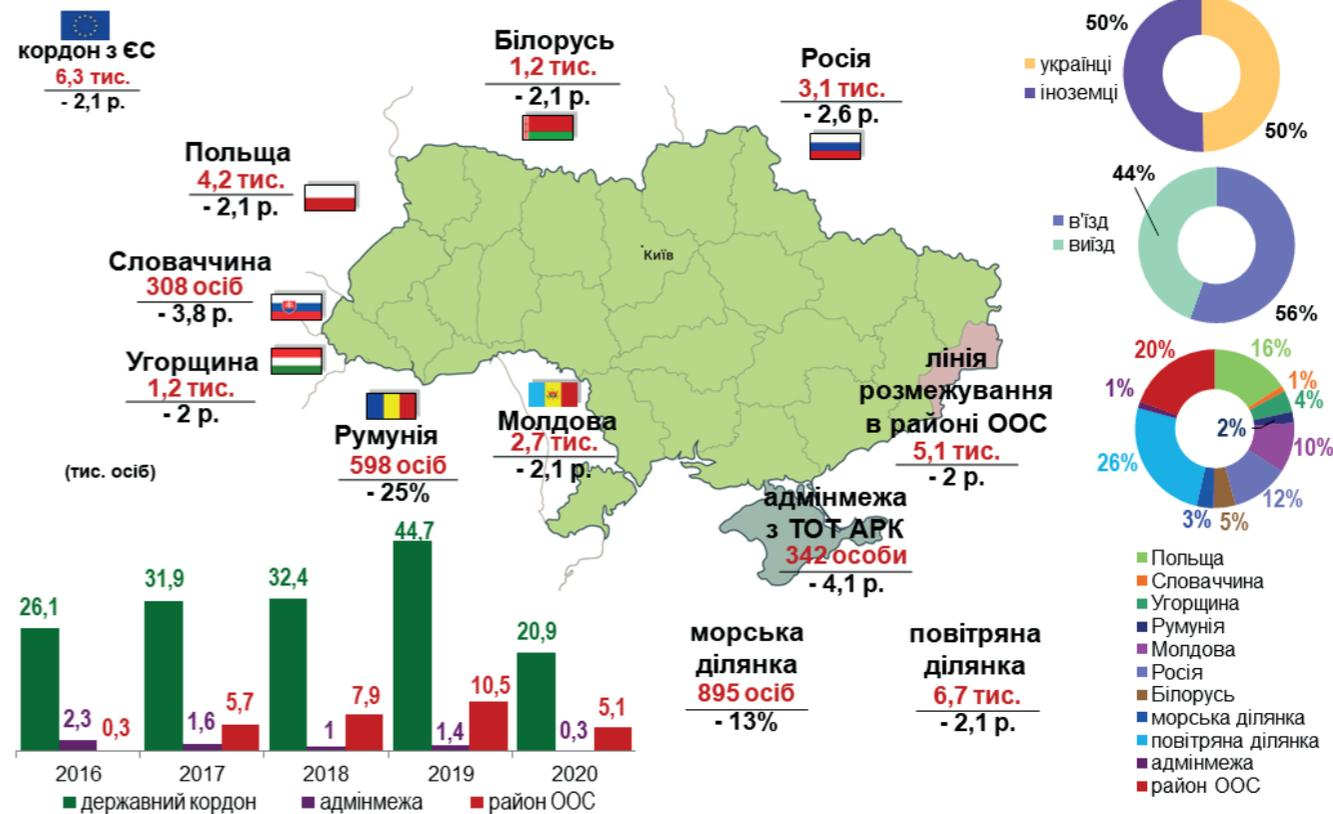 кордон з ЄС
6,3 тис.
- 2,1 р.
Білорусь
1,2 тис.
- 2,1 р.
Росія
3,1 тис.
- 2,6 р.
Польща
4,2 тис.
- 2,1 р.
Київ
Словаччина
308 осіб
- 3,8 р.
Угорщина
1,2 тис.
- 2 р.
Румунія
598 осіб
- 25%
Молдова
2,7 тис.
- 2,1 р.
лінія
розмежування
в районі ООС
5,1 тис.
- 2 р.
адмінмежа
з ТОТ АРК
342 особи
- 4,1 р.
морська
ділянка
895 осіб
- 13%
повітряна
ділянка
6,7 тис.
- 2,1 р.
(тис. осіб)
26,1
2,3
0,3
31,9
1,6
5,7
32,4
1
7,9
44,7
1,4
10,5
20,9
0,3
5,1
2016
2017
2018
2019
2020
державний кордон
адмінмежа
район ООС
50%
українці
іноземці
50%
44%
в'їзд
виїзд
56%
20%
16%
1%
1%
4%
2%
10%
26%
12%
3%
5%
Польща
Словаччина
Угорщина
Румунія
Молдова
Росія
Білорусь
морська ділянка
повітряна ділянка
адмінмежа
район ООС